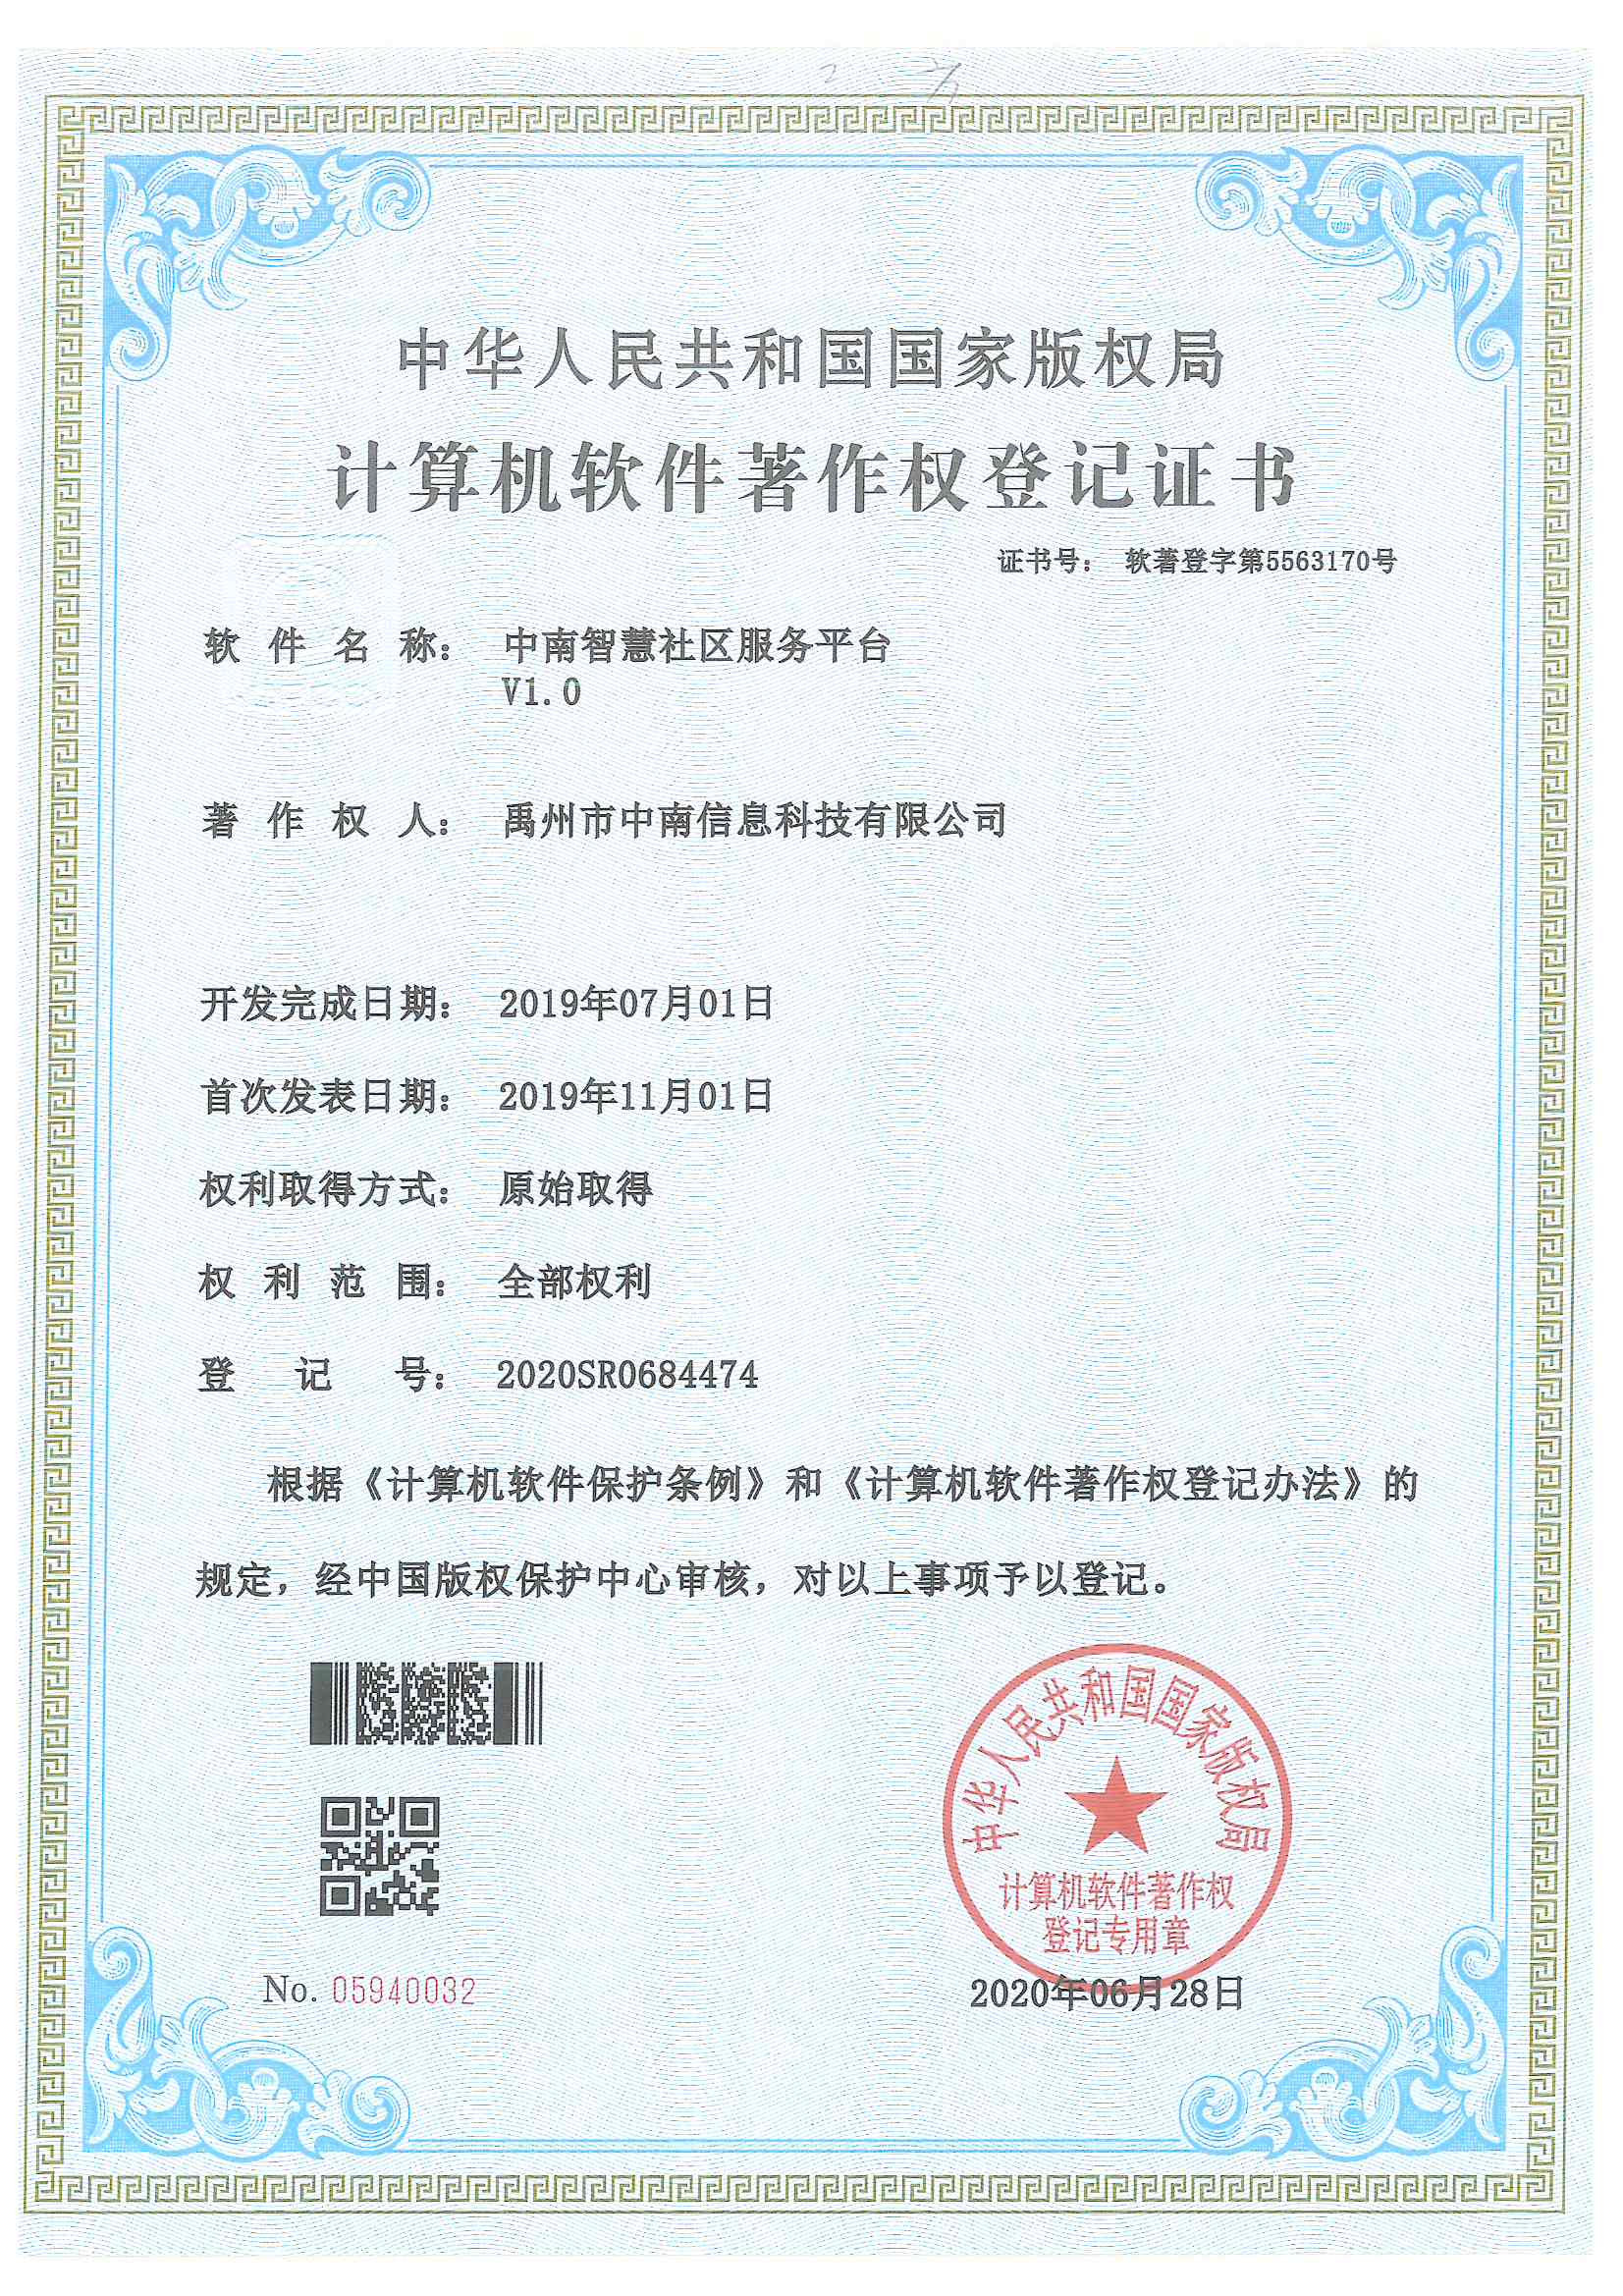 中华人民共和国国家版权局
计算机软件著作权登记证书
证书号： 软著登字第5563170号
软件名称： 中南智慧社区服务平台
V1.0
著作权人： 禹州市中南信息科技有限公司
开发完成日期： 2019年07月01日
首次发表日期： 2019年11月01日
权利取得方式： 原始取得
权利范围： 全部权利
登记号： 2020SR0684474
根据《计算机软件保护条例》和《计算机软件著作权登记办法》的
规定，经中国版权保护中心审核，对以上事项予以登记。
中华人民共和国国家版权局
计算机软件著作权
登记专用章
No. 05940032
2020年06月28日